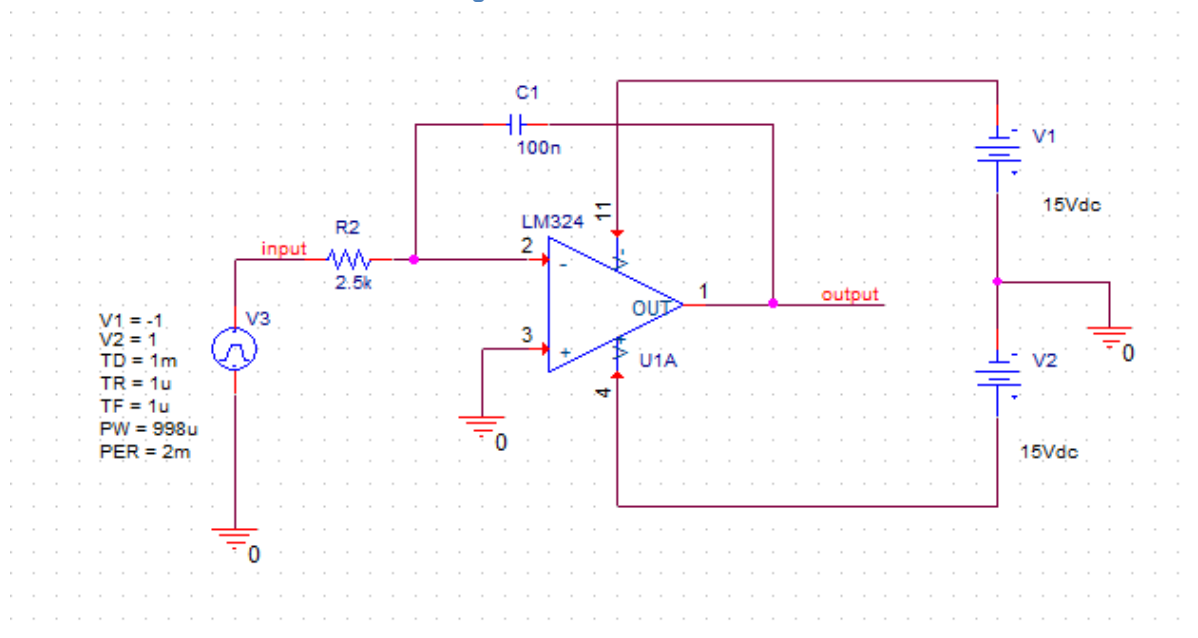 C1
100n
V1
15Vdc
LM324
11
R2
input
2
-
V-
2.5k
1
OUT
output
V3
V1 = -1
V2 = 1
TD = 1m
TR = 1u
TF = 1u
PW = 998u
PER = 2m
3
+
V+
U1A
4
0
V2
0
15Vdc
0